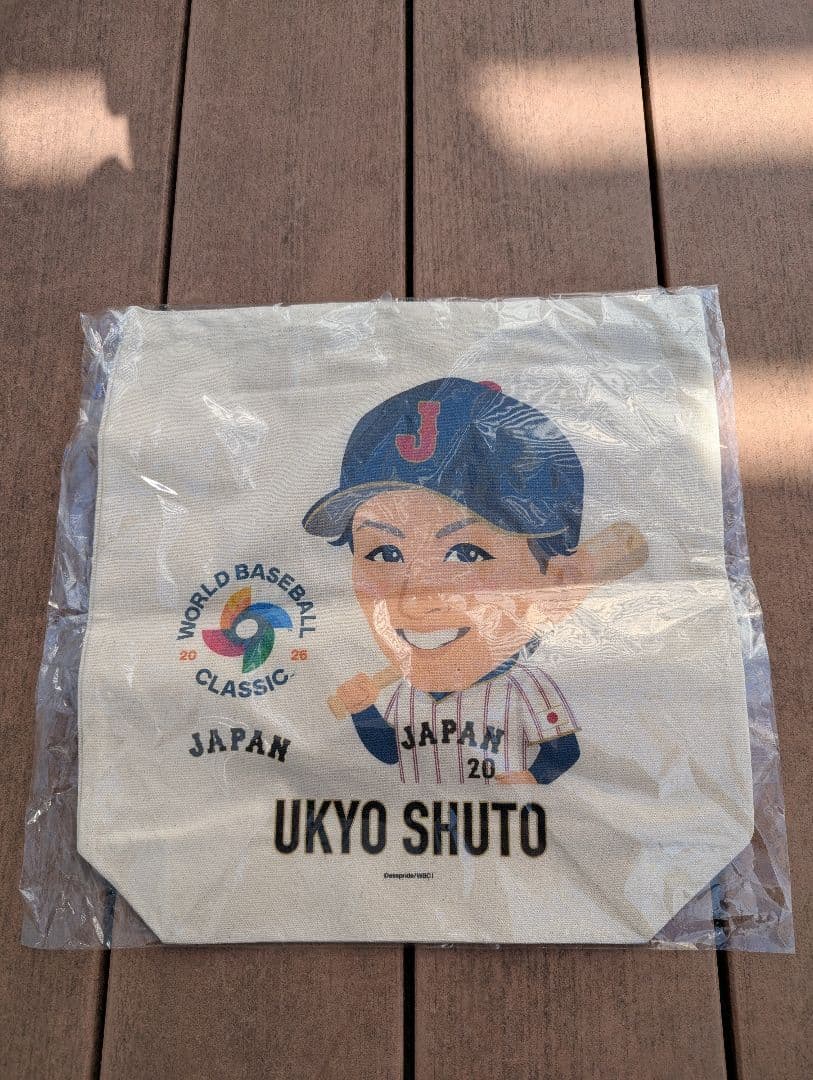 J
WORLD BASEBALL
20 26
CLASSIC
JAPAN
JAPAN
20
UKYO SHUTO